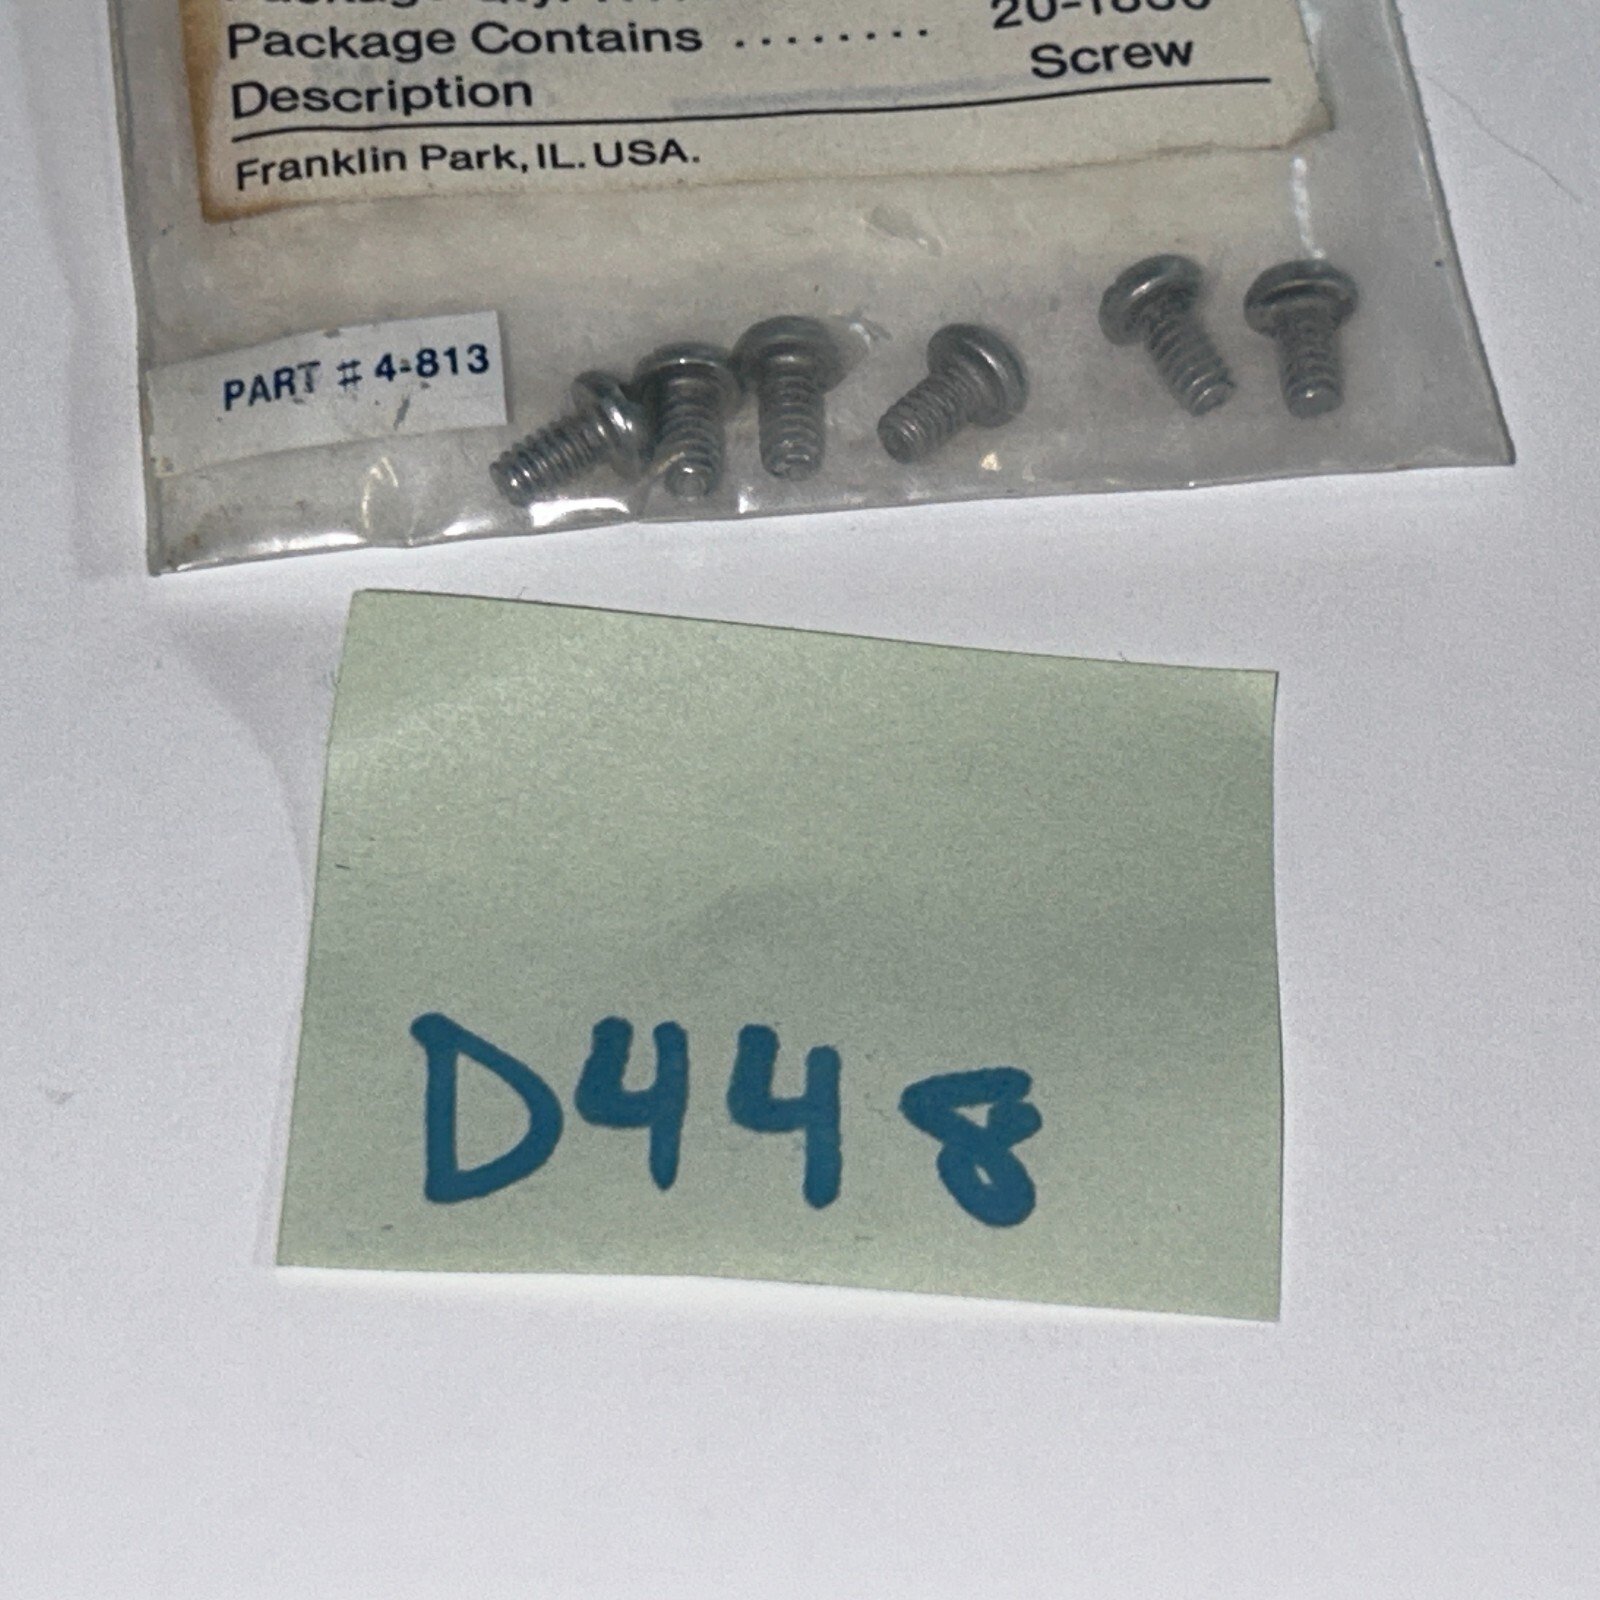 Package Contains ........
Screw
Description
Franklin Park, IL. USA.
PART # 4-813
D448